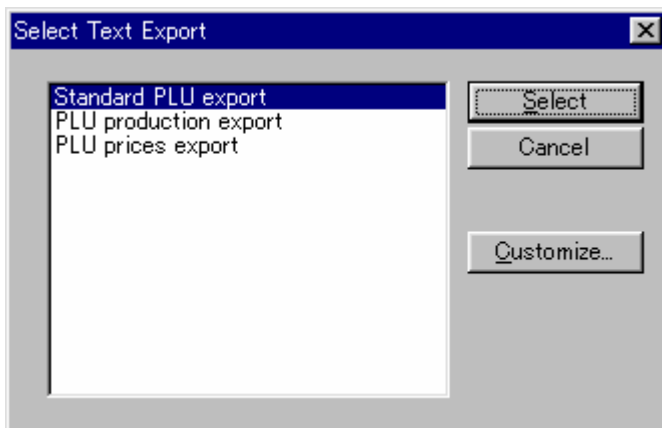 Select Text Export
Standard PLU export
PLU production export
PLU prices export
Select
Cancel
Customize...